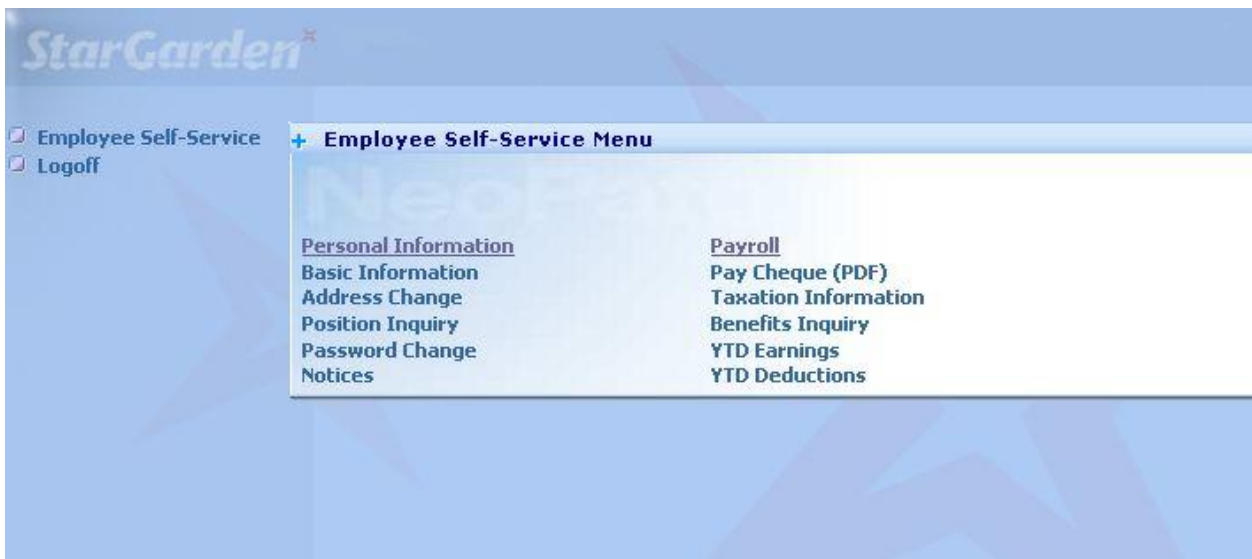 StarGarden
Employee Self-Service
Logoff
+ Employee Self-Service Menu
NeoPath
Personal Information
Basic Information
Address Change
Position Inquiry
Password Change
Notices
Payroll
Pay Cheque (PDF)
Taxation Information
Benefits Inquiry
YTD Earnings
YTD Deductions